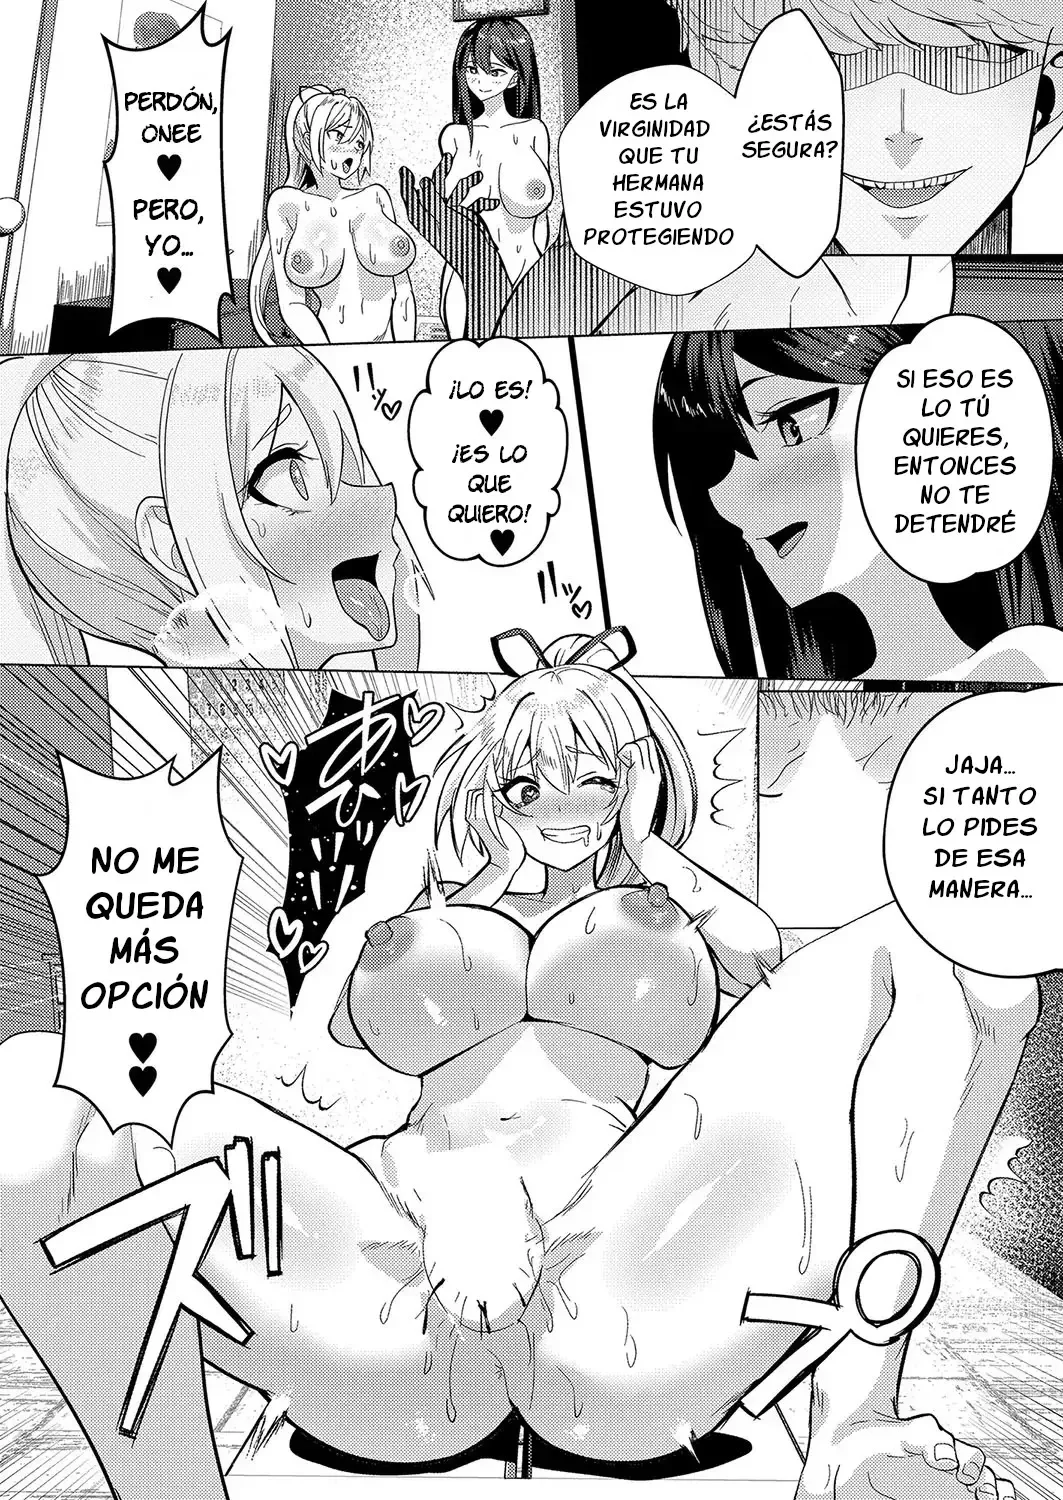 ¿ESTÁS
SEGURA?
ES LA
VIRGINIDAD
QUE TU
HERMANA
ESTUVO
PROTEGIENDO
PERDÓN,
ONEE
♥
PERO,
YO...
♥
SI ESO ES
LO TÚ
QUIERES,
ENTONCES
NO TE
DETENDRÉ
¡LO ES!
♥
¡ES LO
QUE
QUIERO!
♥
JAJA...
SI TANTO
LO PIDES
DE ESA
MANERA...
NO ME
QUEDA
MÁS
OPCIÓN
♥
♥
ズプ